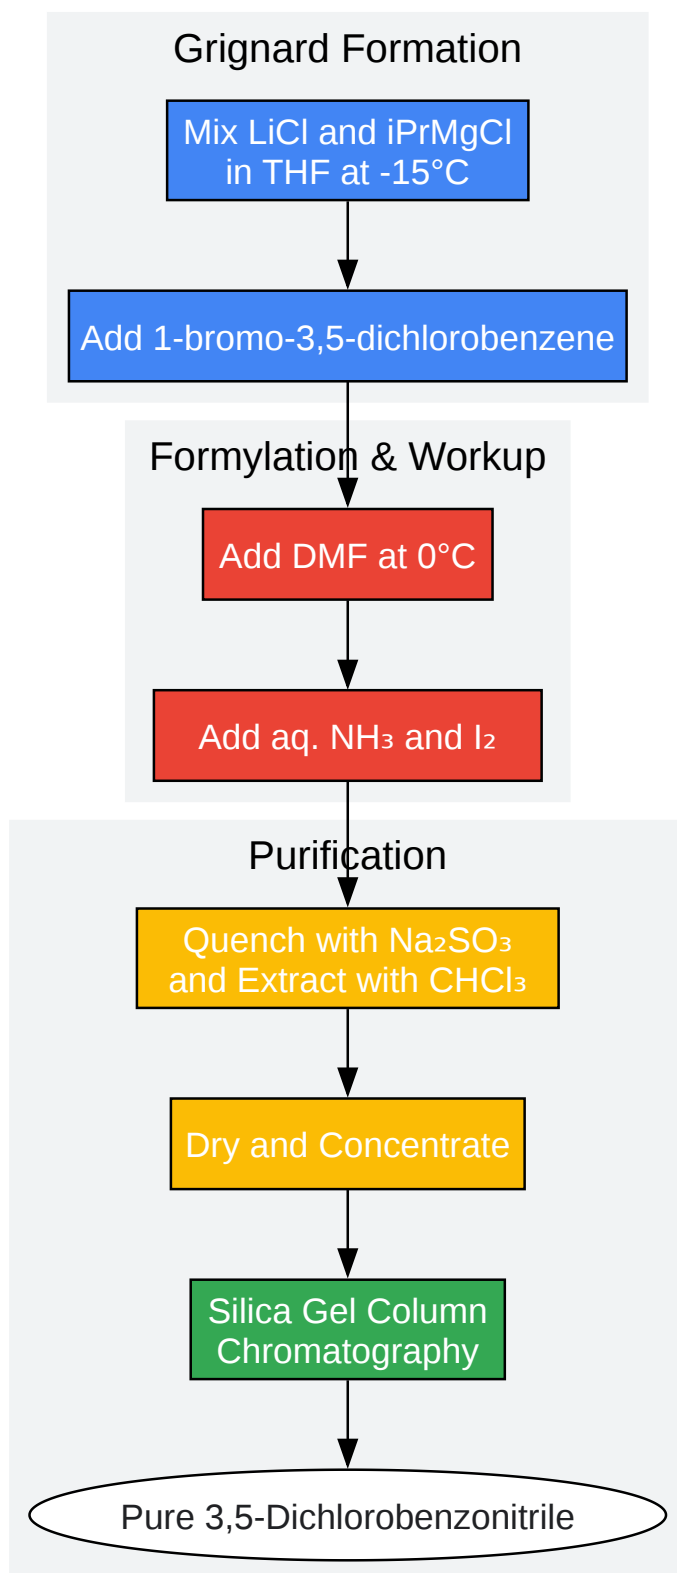 Grignard Formation
Mix LiCl and iPrMgCl
in THF at -15°C
Add 1-bromo-3,5-dichlorobenzene
Formylation & Workup
Add DMF at 0°C
Add aq. NH₃ and I₂
Purification
Quench with Na₂SO₃
and Extract with CHCl₃
Dry and Concentrate
Silica Gel Column
Chromatography
Pure 3,5-Dichlorobenzonitrile